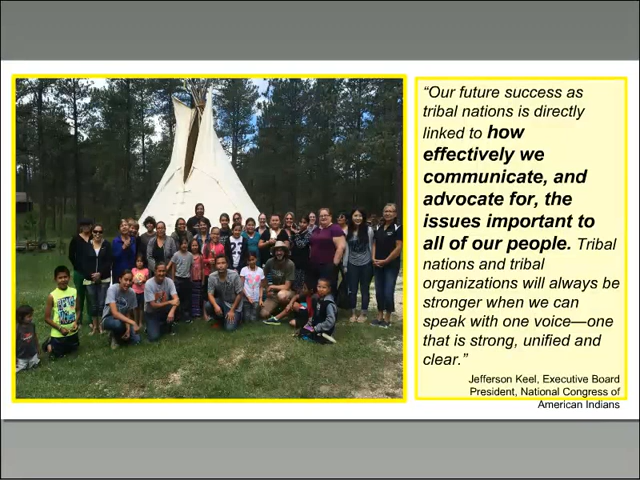 “Our future success as
tribal nations is directly
linked to how
effectively we
communicate, and
advocate for, the
issues important to
all of our people. Tribal
nations and tribal
organizations will always be
stronger when we can
speak with one voice—one
that is strong, unified and
clear.”
Jefferson Keel, Executive Board
President, National Congress of
American Indians